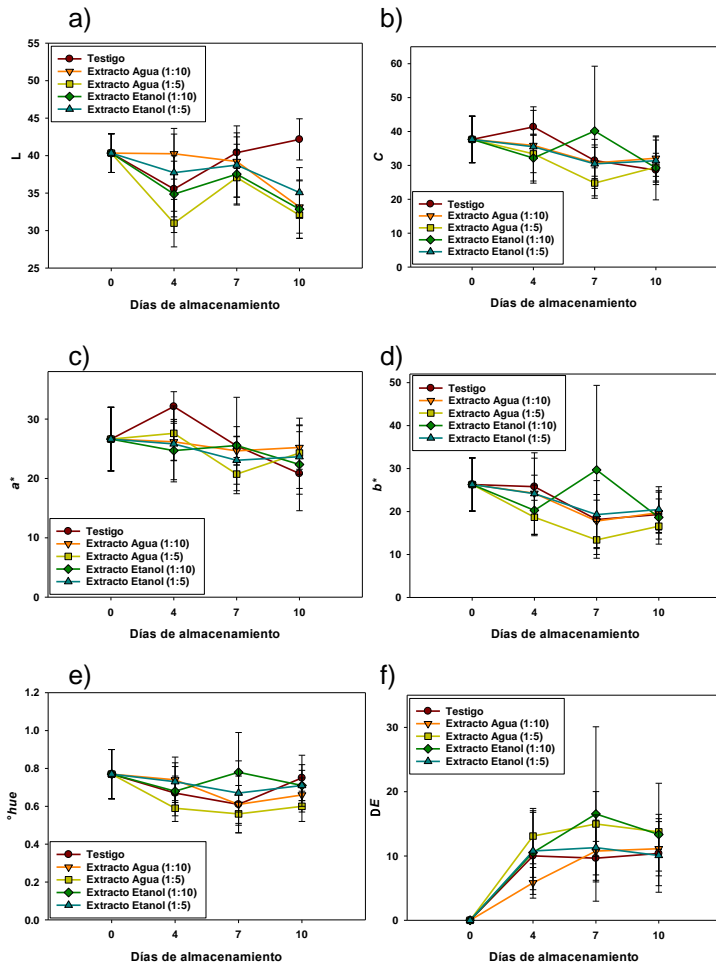 a)
55
50
45
40
35
30
25
L
Testigo
Extracto Agua (1:10)
Extracto Agua (1:5)
Extracto Etanol (1:10)
Extracto Etanol (1:5)
0 4 7 10
Días de almacenamiento
b)
60
50
40
30
20
10
0
C
Testigo
Extracto Agua (1:10)
Extracto Agua (1:5)
Extracto Etanol (1:10)
Extracto Etanol (1:5)
0 4 7 10
Días de almacenamiento
c)
30
20
10
0
a*
Testigo
Extracto Agua (1:10)
Extracto Agua (1:5)
Extracto Etanol (1:10)
Extracto Etanol (1:5)
0 4 7 10
Días de almacenamiento
d)
50
40
30
20
10
0
b*
Testigo
Extracto Agua (1:10)
Extracto Agua (1:5)
Extracto Etanol (1:10)
Extracto Etanol (1:5)
0 4 7 10
Días de almacenamiento
e)
1.2
1.0
0.8
0.6
0.4
0.2
0.0
°hue
Testigo
Extracto Agua (1:10)
Extracto Agua (1:5)
Extracto Etanol (1:10)
Extracto Etanol (1:5)
0 4 7 10
Días de almacenamiento
f)
30
20
10
0
DE
Testigo
Extracto Agua (1:10)
Extracto Agua (1:5)
Extracto Etanol (1:10)
Extracto Etanol (1:5)
0 4 7 10
Días de almacenamiento